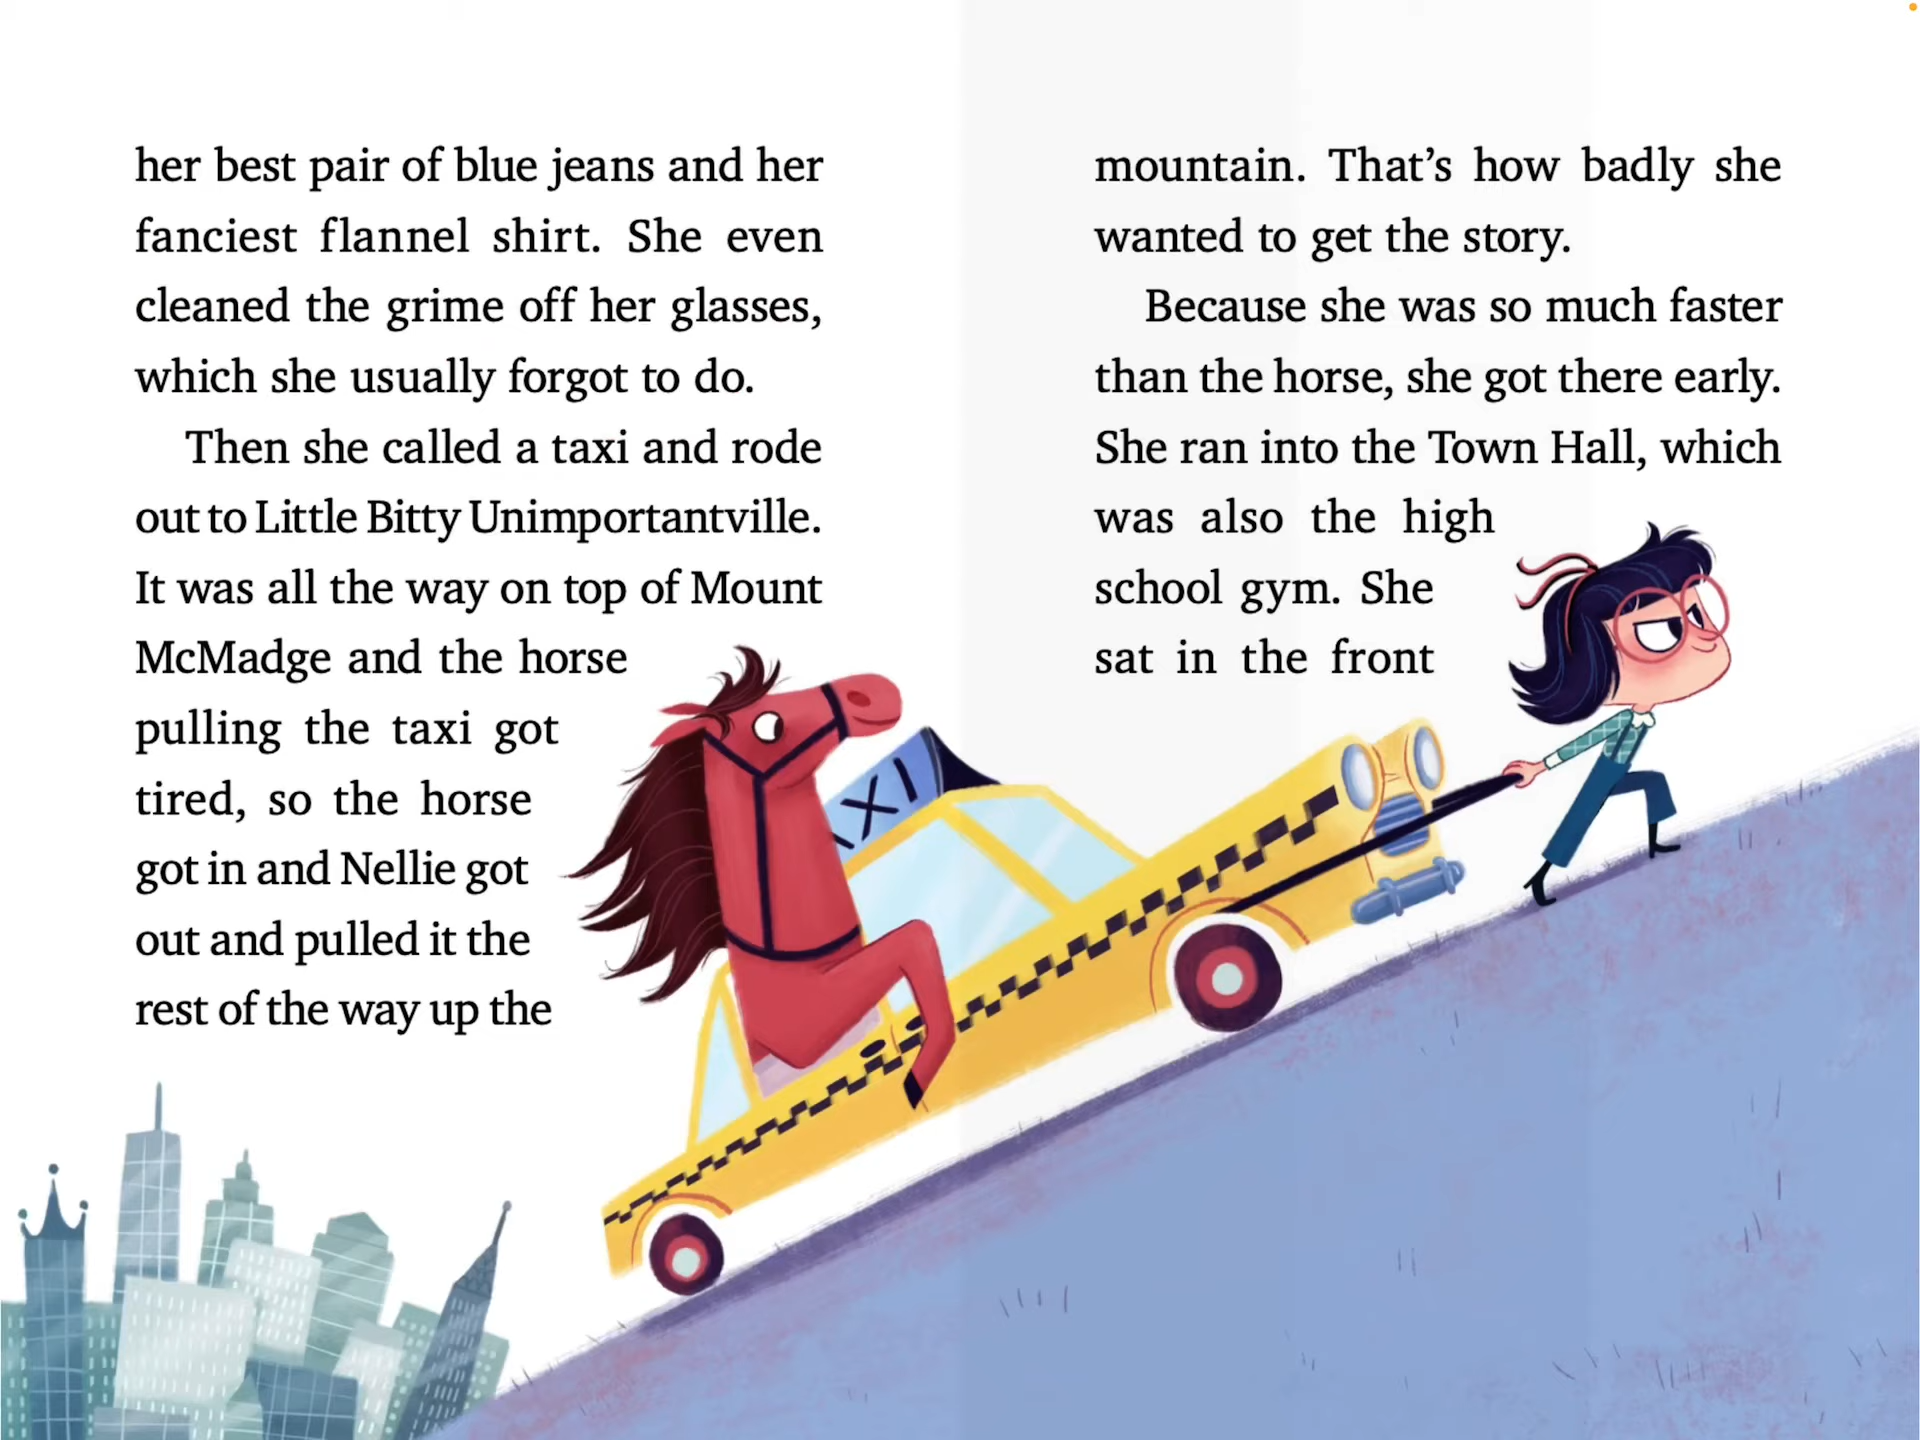 her best pair of blue jeans and her
fanciest flannel shirt. She even
cleaned the grime off her glasses,
which she usually forgot to do.
Then she called a taxi and rode
out to Little Bitty Unimportantville.
It was all the way on top of Mount
McMadge and the horse
pulling the taxi got
tired, so the horse
got in and Nellie got
out and pulled it the
rest of the way up the
mountain. That’s how badly she
wanted to get the story.
Because she was so much faster
than the horse, she got there early.
She ran into the Town Hall, which
was also the high
school gym. She
sat in the front
AXI